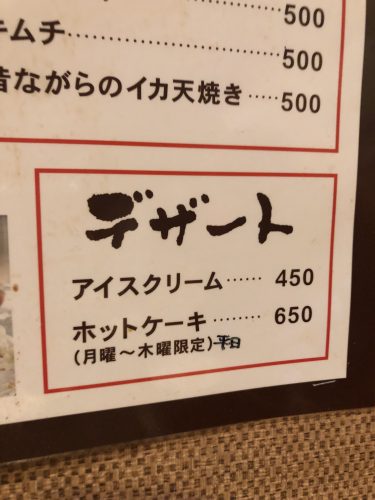 500
キムチ……………500
昔ながらのイカ天焼き……500
デザート
アイスクリーム…… 450
ホットケーキ……… 650
(月曜～木曜限定)平日